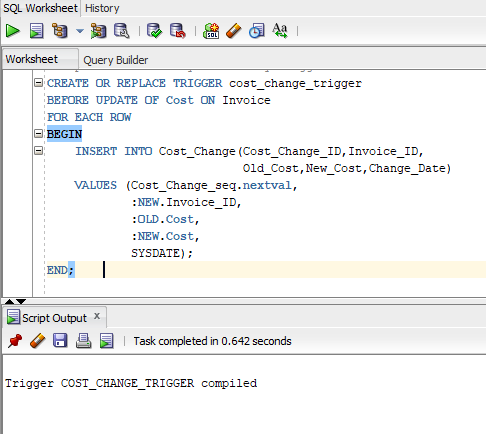 SQL Worksheet History
Worksheet Query Builder
CREATE OR REPLACE TRIGGER cost_change_trigger
BEFORE UPDATE OF Cost ON Invoice
FOR EACH ROW
BEGIN
INSERT INTO Cost_Change(Cost_Change_ID,Invoice_ID,
Old_Cost,New_Cost,Change_Date)
VALUES (Cost_Change_seq.nextval,
:NEW.Invoice_ID,
:OLD.Cost,
:NEW.Cost,
SYSDATE);
END;
Script Output x
Task completed in 0.642 seconds
Trigger COST_CHANGE_TRIGGER compiled